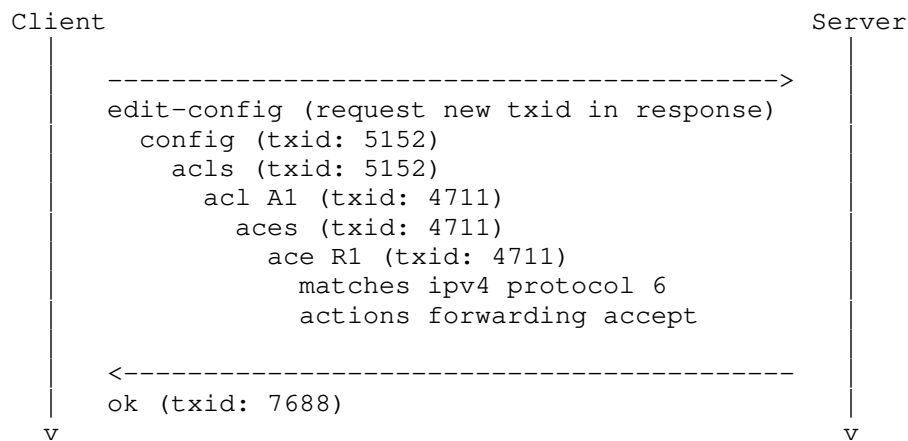 Client Server
edit-config (request new txid in response)
config (txid: 5152)
acls (txid: 5152)
acl A1 (txid: 4711)
aces (txid: 4711)
ace R1 (txid: 4711)
matches ipv4 protocol 6
actions forwarding accept
ok (txid: 7688)
v v